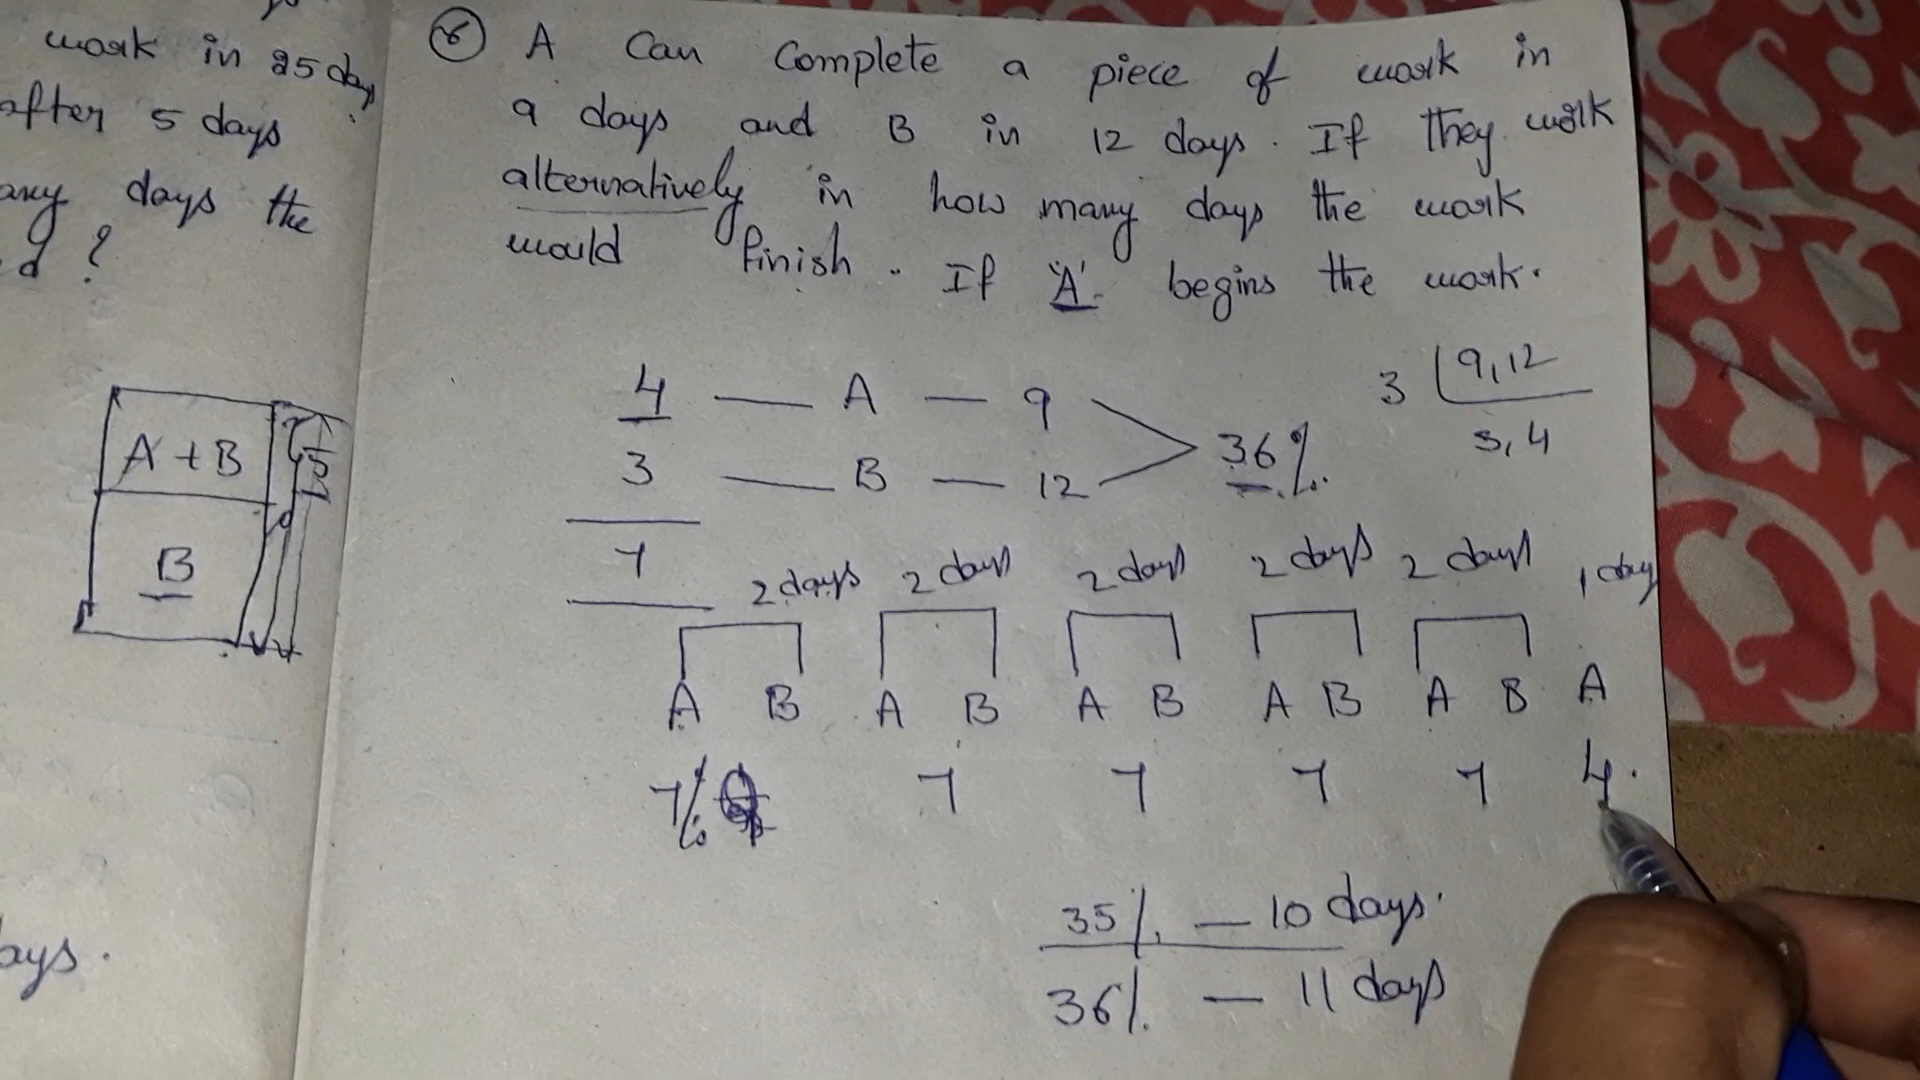 work in 25 days
after 5 days
any days the
d ?
A + B
B
ays.
8 A Can Complete a piece of work in
9 days and B in 12 days. If they work
alternatively in how many days the work
would finish. If 'A' begins the work.
4 — A — 9
3 — B — 12
36%
7
3 | 9,12
3, 4
2 days 2 days 2 days 2 days 2 days 1 day
A B A B A B A B A B A
7% 7 7 7 7 4.
35% — 10 days.
36% — 11 days